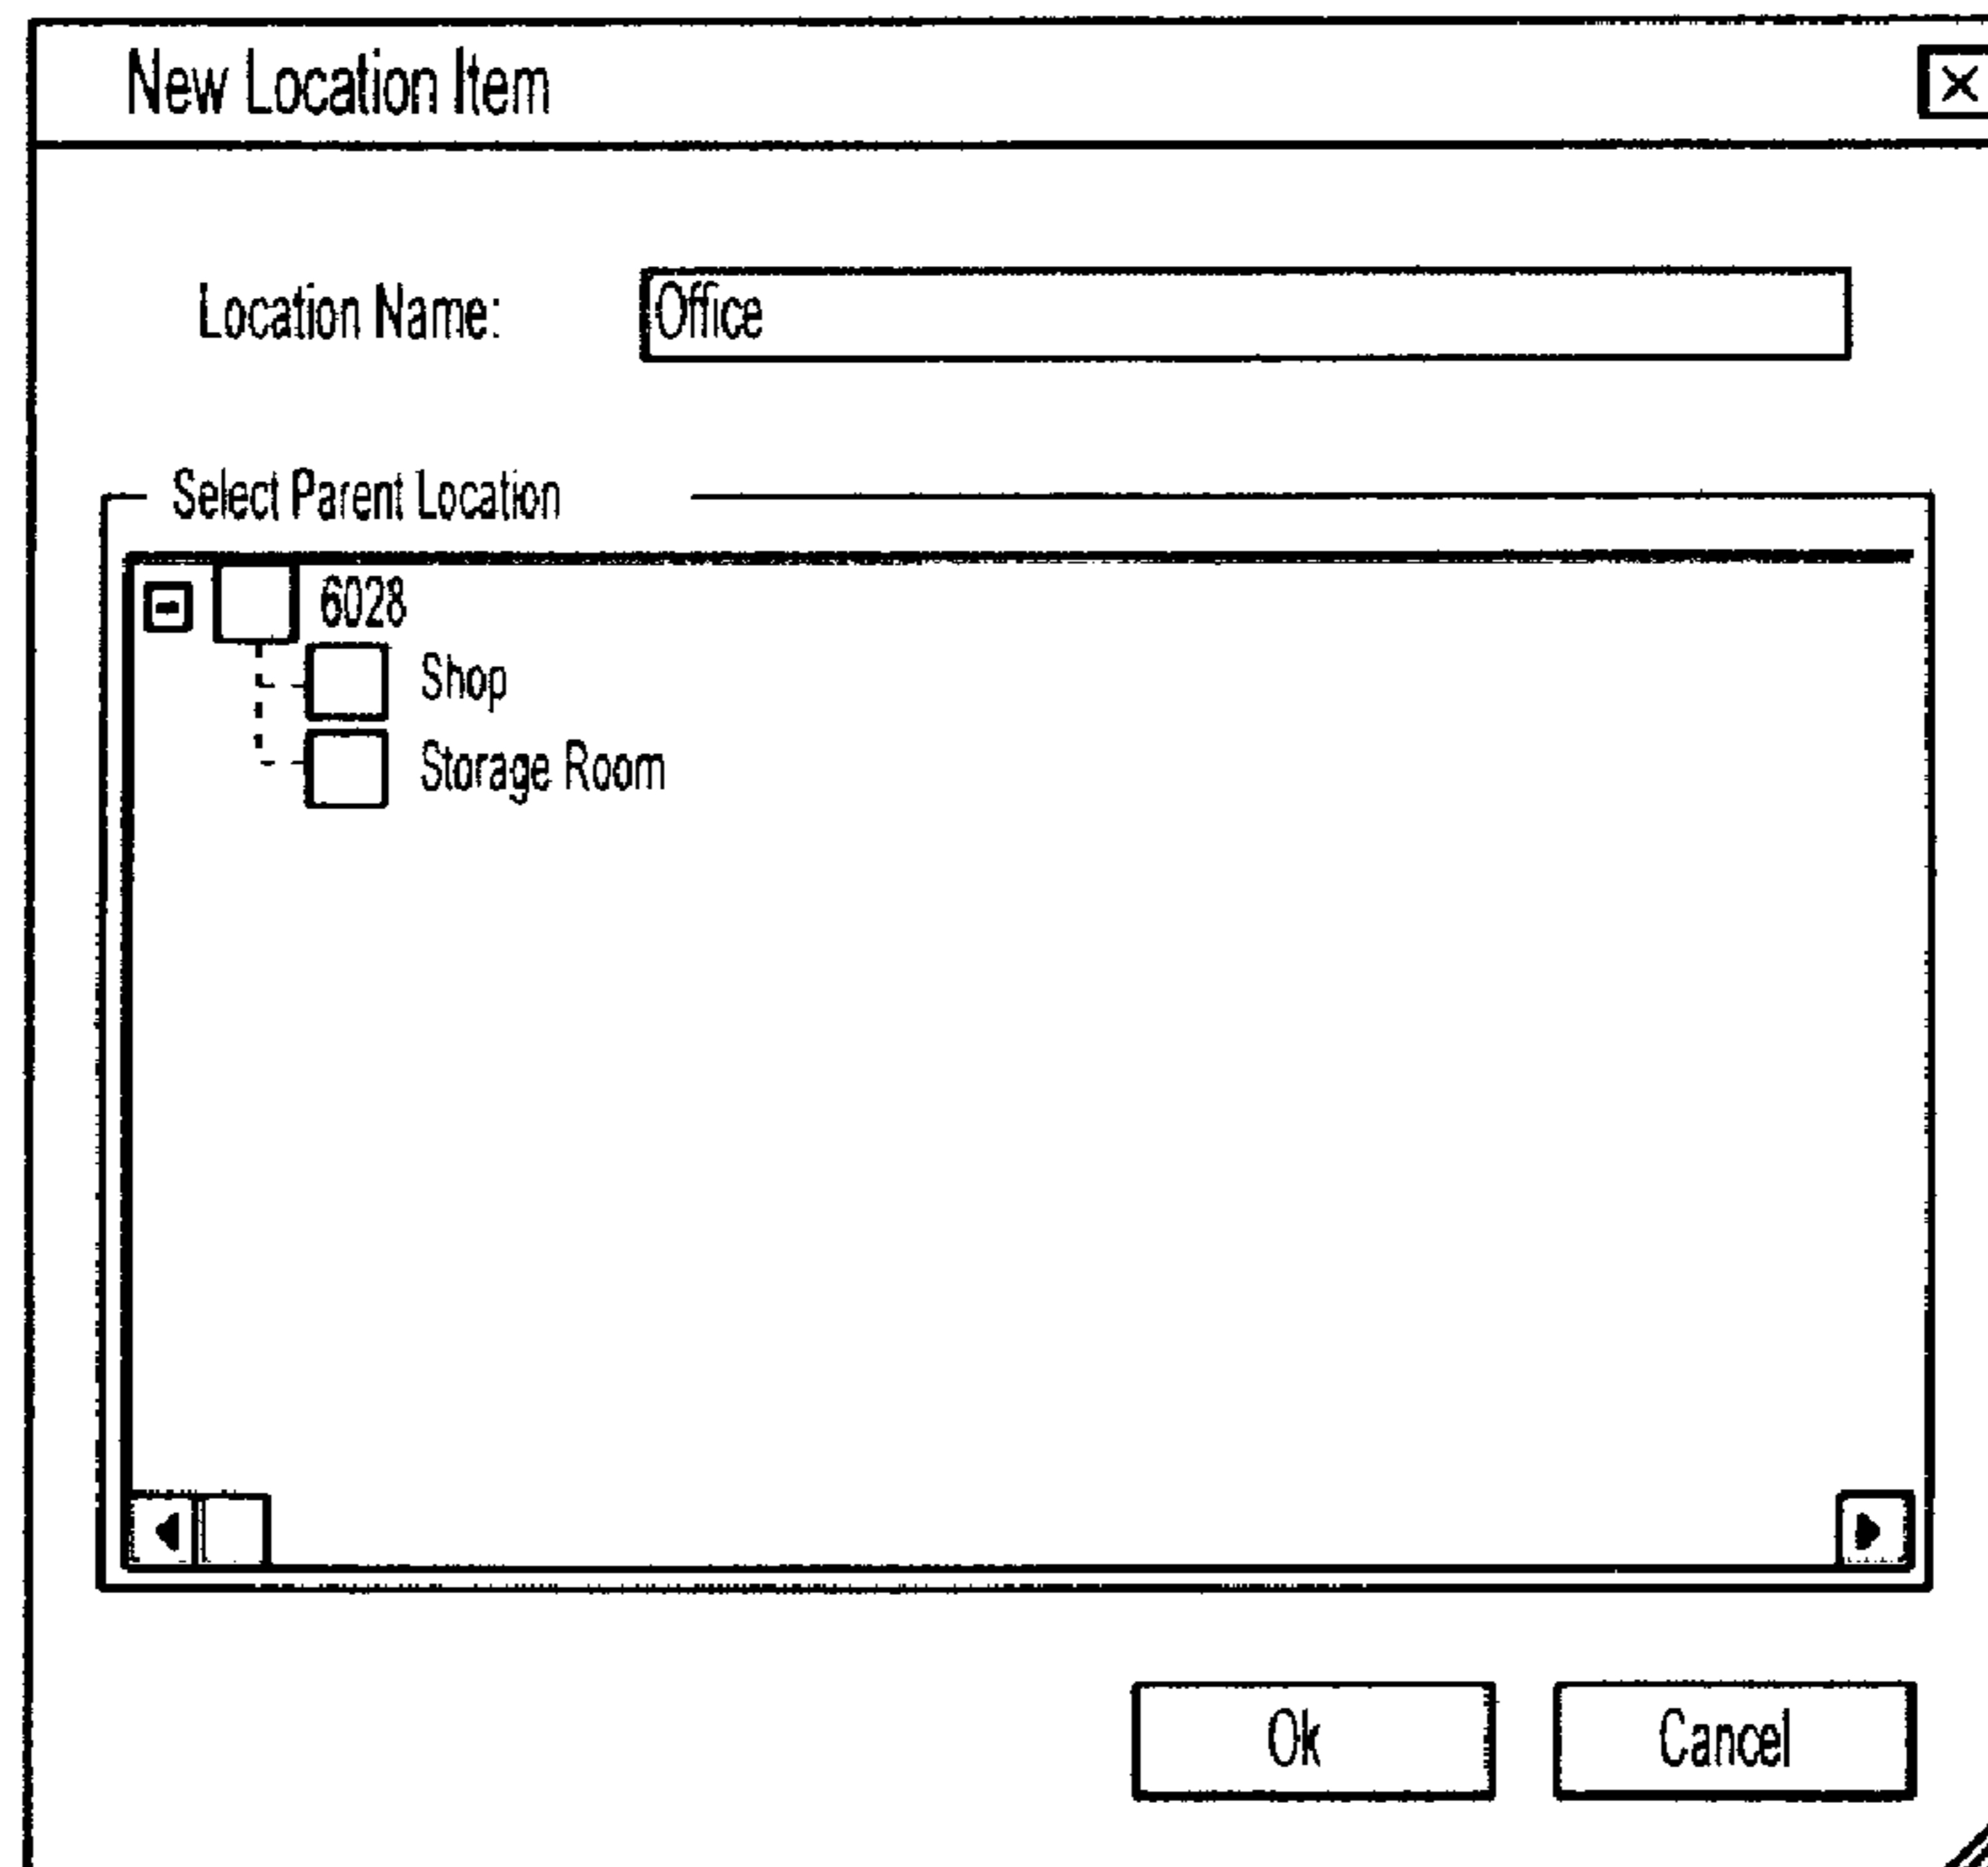 New Location Item
Location Name: Office
Select Parent Location
6028
Shop
Storage Room
Ok Cancel